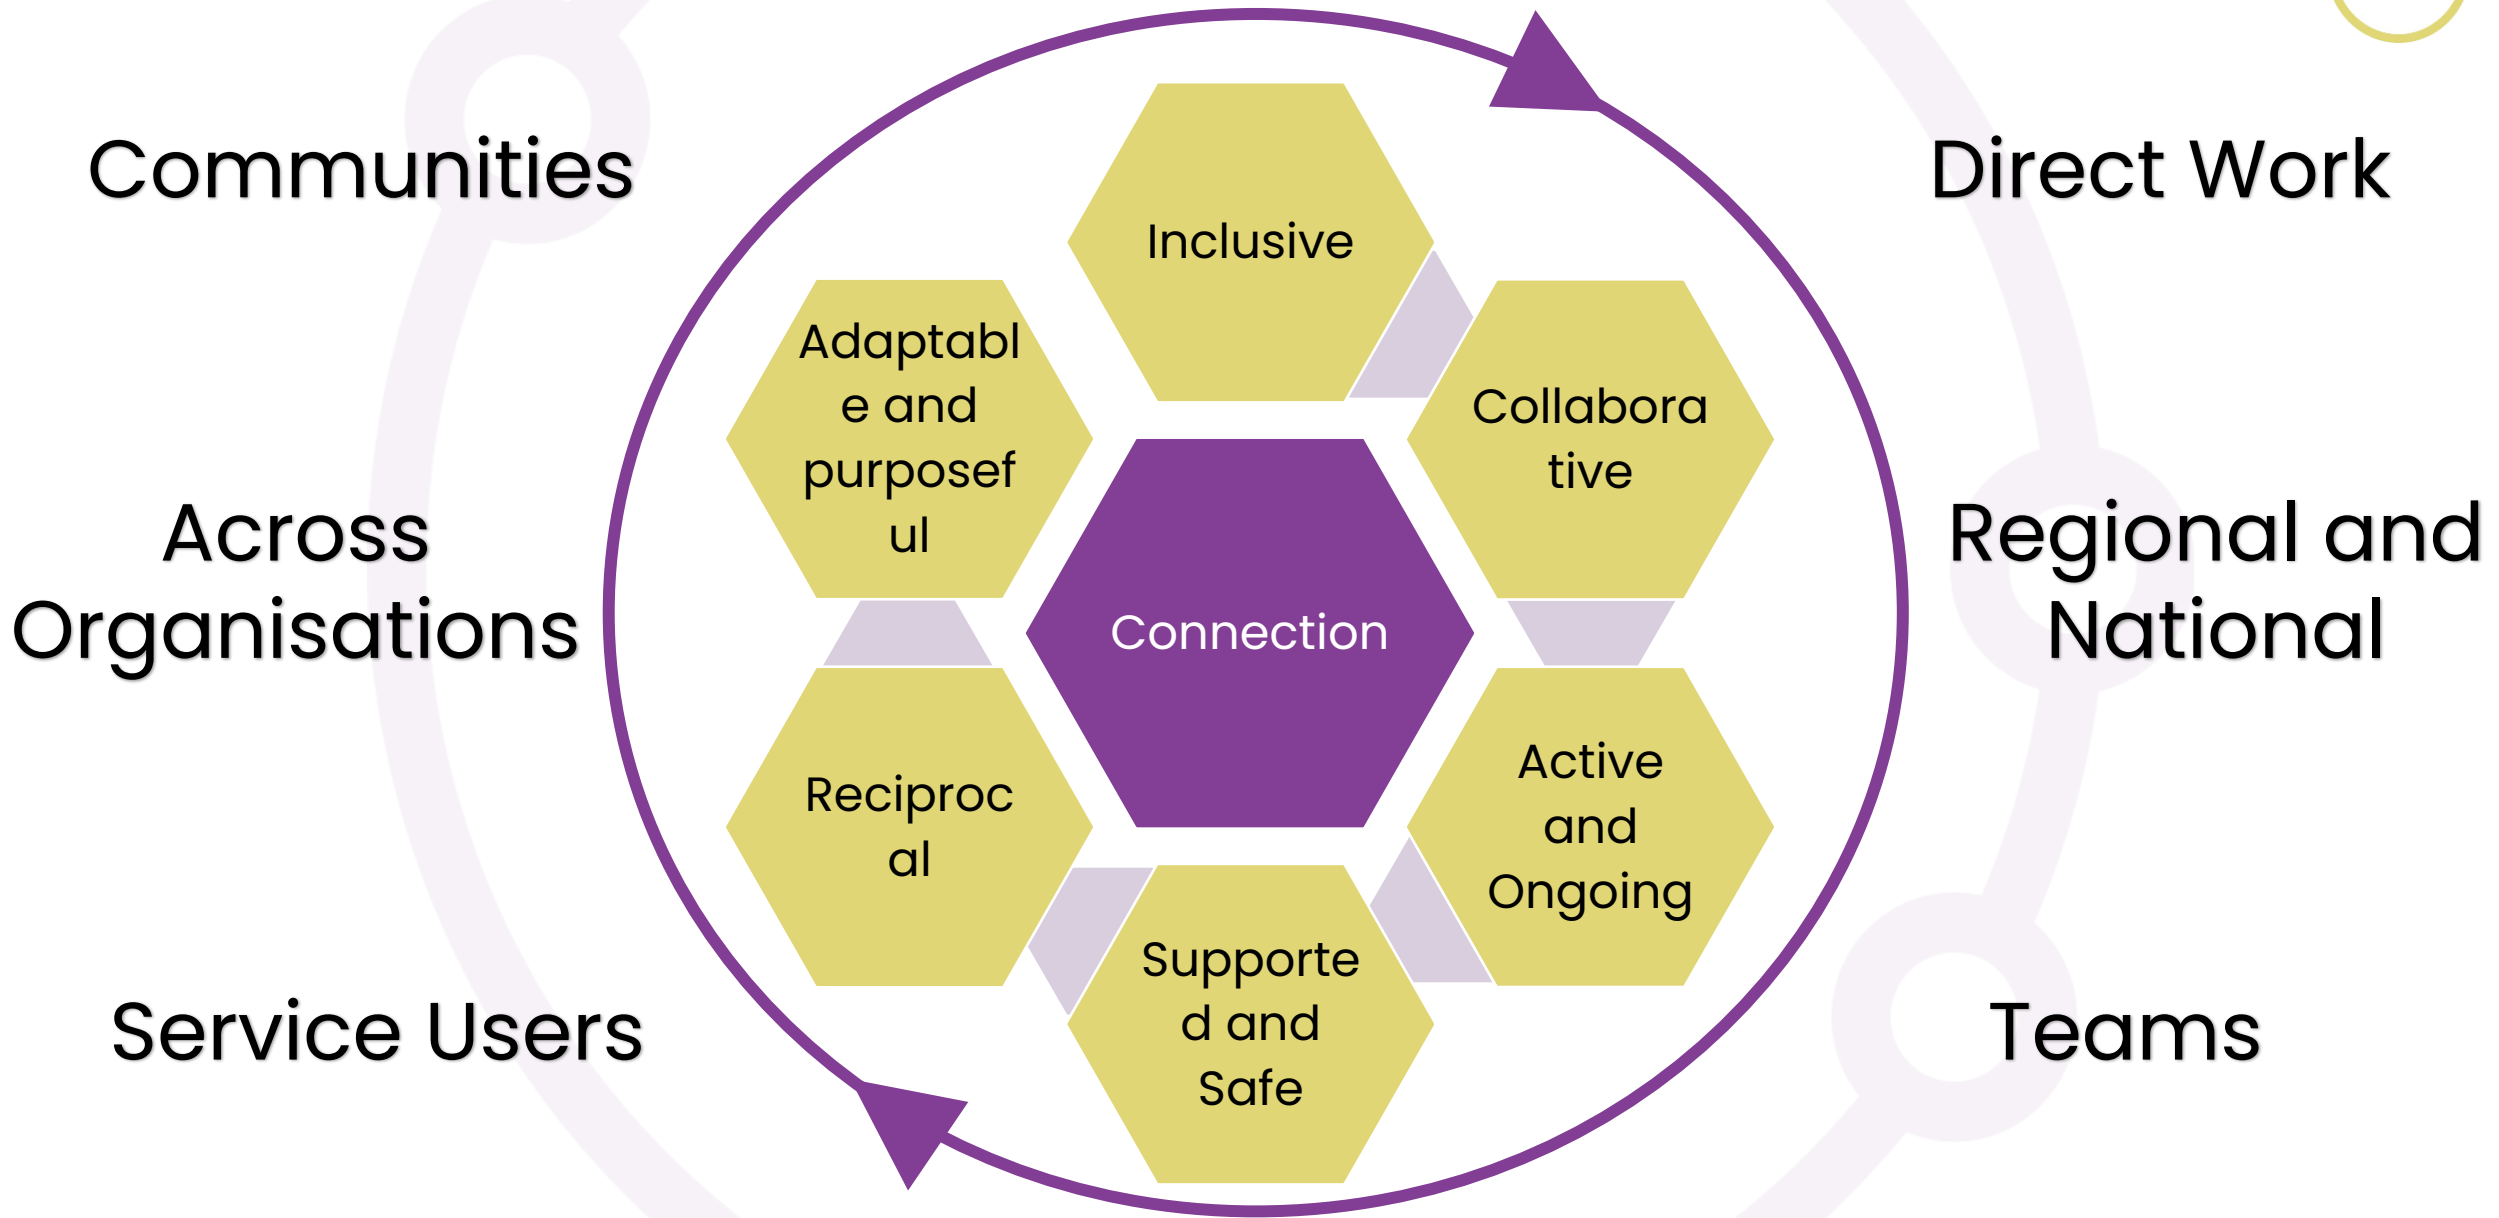 Communities
Across
Organisations
Service Users
Inclusive
Collabora
tive
Active
and
Ongoing
Supporte
d and
Safe
Reciproc
al
Adaptabl
e and
purposef
ul
Connection
Direct Work
Regional and
National
Teams